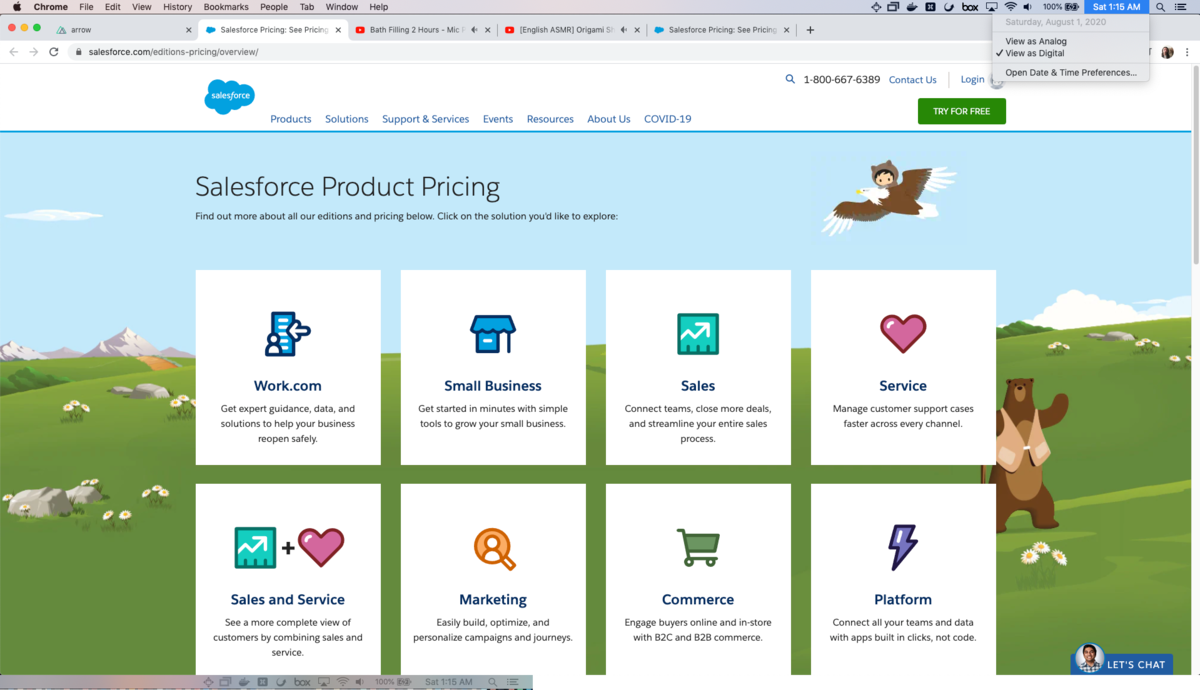 Chrome File Edit View History Bookmarks People Tab Window Help box 100% Sat 1:15 AM
Saturday, August 1, 2020
View as Analog
✓ View as Digital
Open Date & Time Preferences...
arrow
Salesforce Pricing: See Pricing
Bath Filling 2 Hours - Mic
[English ASMR] Origami
Salesforce Pricing: See Pricing
salesforce.com/editions-pricing/overview/
salesforce
1-800-667-6389 Contact Us Login
TRY FOR FREE
Products Solutions Support & Services Events Resources About Us COVID-19
Salesforce Product Pricing
Find out more about all our editions and pricing below. Click on the solution you'd like to explore:
Work.com
Get expert guidance, data, and
solutions to help your business
reopen safely.
Small Business
Get started in minutes with simple
tools to grow your small business.
Sales
Connect teams, close more deals,
and streamline your entire sales
process.
Service
Manage customer support cases
faster across every channel.
Sales and Service
See a more complete view of
customers by combining sales and
service.
Marketing
Easily build, optimize, and
personalize campaigns and journeys.
Commerce
Engage buyers online and in-store
with B2C and B2B commerce.
Platform
Connect all your teams and data
with apps built in clicks, not code.
LET'S CHAT
box 100% Sat 1:15 AM